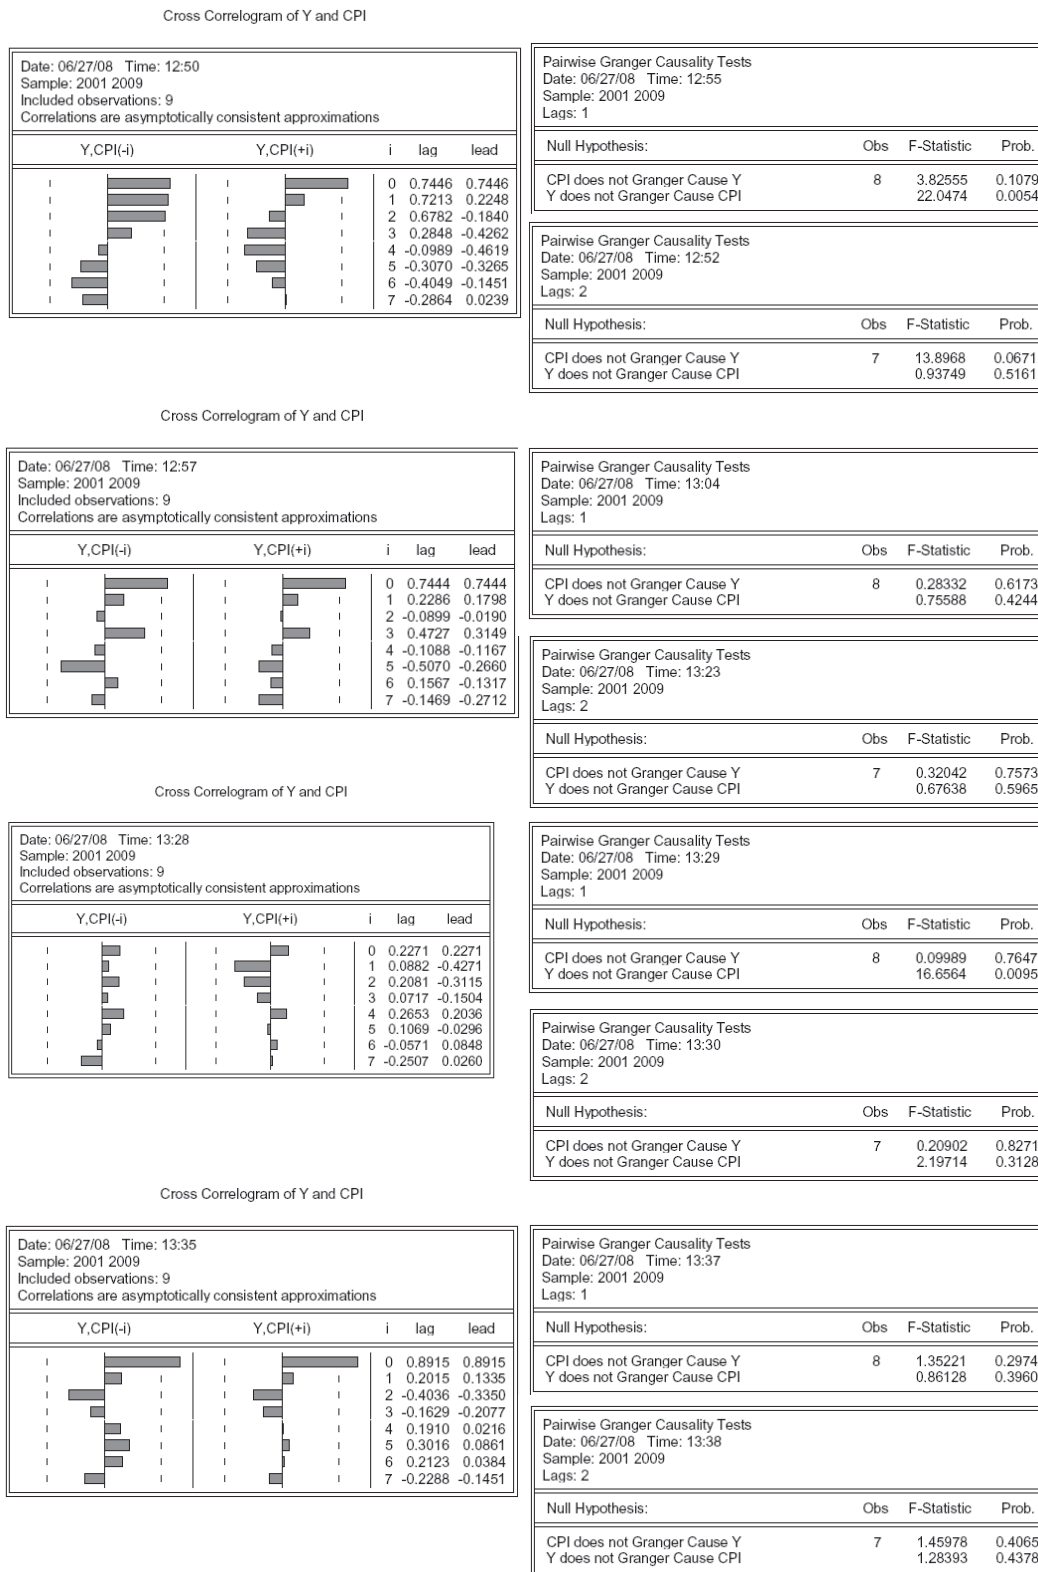 Cross Correlogram of Y and CPI
Date: 06/27/08 Time: 12:50
Sample: 2001 2009
Included observations: 9
Correlations are asymptotically consistent approximations
Y,CPI(-i) Y,CPI(+i) i lag lead
0 0.7446 0.7446
1 0.7213 0.2248
2 0.6782 -0.1840
3 0.2848 -0.4262
4 -0.0989 -0.4619
5 -0.3070 -0.3265
6 -0.4049 -0.1451
7 -0.2864 0.0239
Pairwise Granger Causality Tests
Date: 06/27/08 Time: 12:55
Sample: 2001 2009
Lags: 1
Null Hypothesis: Obs F-Statistic Prob.
CPI does not Granger Cause Y 8 3.82555 0.1079
Y does not Granger Cause CPI 22.0474 0.0054
Pairwise Granger Causality Tests
Date: 06/27/08 Time: 12:52
Sample: 2001 2009
Lags: 2
Null Hypothesis: Obs F-Statistic Prob.
CPI does not Granger Cause Y 7 13.8968 0.0671
Y does not Granger Cause CPI 0.93749 0.5161
Cross Correlogram of Y and CPI
Date: 06/27/08 Time: 12:57
Sample: 2001 2009
Included observations: 9
Correlations are asymptotically consistent approximations
Y,CPI(-i) Y,CPI(+i) i lag lead
0 0.7444 0.7444
1 0.2286 0.1798
2 -0.0899 -0.0190
3 0.4727 0.3149
4 -0.1088 -0.1167
5 -0.5070 -0.2660
6 0.1567 -0.1317
7 -0.1469 -0.2712
Pairwise Granger Causality Tests
Date: 06/27/08 Time: 13:04
Sample: 2001 2009
Lags: 1
Null Hypothesis: Obs F-Statistic Prob.
CPI does not Granger Cause Y 8 0.28332 0.6173
Y does not Granger Cause CPI 0.75588 0.4244
Pairwise Granger Causality Tests
Date: 06/27/08 Time: 13:23
Sample: 2001 2009
Lags: 2
Null Hypothesis: Obs F-Statistic Prob.
CPI does not Granger Cause Y 7 0.32042 0.7573
Y does not Granger Cause CPI 0.67638 0.5965
Cross Correlogram of Y and CPI
Date: 06/27/08 Time: 13:28
Sample: 2001 2009
Included observations: 9
Correlations are asymptotically consistent approximations
Y,CPI(-i) Y,CPI(+i) i lag lead
0 0.2271 0.2271
1 0.0882 -0.4271
2 0.2081 -0.3115
3 0.0717 -0.1504
4 0.2653 0.2036
5 0.1069 -0.0296
6 -0.0571 0.0848
7 -0.2507 0.0260
Pairwise Granger Causality Tests
Date: 06/27/08 Time: 13:29
Sample: 2001 2009
Lags: 1
Null Hypothesis: Obs F-Statistic Prob.
CPI does not Granger Cause Y 8 0.09989 0.7647
Y does not Granger Cause CPI 16.6564 0.0095
Pairwise Granger Causality Tests
Date: 06/27/08 Time: 13:30
Sample: 2001 2009
Lags: 2
Null Hypothesis: Obs F-Statistic Prob.
CPI does not Granger Cause Y 7 0.20902 0.8271
Y does not Granger Cause CPI 2.19714 0.3128
Cross Correlogram of Y and CPI
Date: 06/27/08 Time: 13:35
Sample: 2001 2009
Included observations: 9
Correlations are asymptotically consistent approximations
Y,CPI(-i) Y,CPI(+i) i lag lead
0 0.8915 0.8915
1 0.2015 0.1335
2 -0.4036 -0.3350
3 -0.1629 -0.2077
4 0.1910 0.0216
5 0.3016 0.0861
6 0.2123 0.0384
7 -0.2288 -0.1451
Pairwise Granger Causality Tests
Date: 06/27/08 Time: 13:37
Sample: 2001 2009
Lags: 1
Null Hypothesis: Obs F-Statistic Prob.
CPI does not Granger Cause Y 8 1.35221 0.2974
Y does not Granger Cause CPI 0.86128 0.3960
Pairwise Granger Causality Tests
Date: 06/27/08 Time: 13:38
Sample: 2001 2009
Lags: 2
Null Hypothesis: Obs F-Statistic Prob.
CPI does not Granger Cause Y 7 1.45978 0.4065
Y does not Granger Cause CPI 1.28393 0.4378